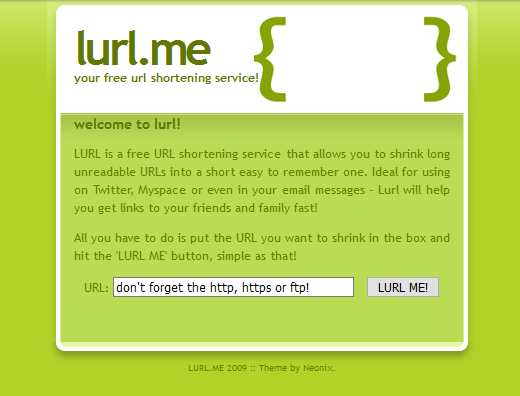 lurl.me
your free url shortening service!
{ }
welcome to lurl!
LURL is a free URL shortening service that allows you to shrink long
unreadable URLs into a short easy to remember one. Ideal for using
on Twitter, Myspace or even in your email messages - Lurl will help
you get links to your friends and family fast!
All you have to do is put the URL you want to shrink in the box and
hit the 'LURL ME' button, simple as that!
URL: don't forget the http, https or ftp! LURL ME!
LURL.ME 2009 :: Theme by Neonix.